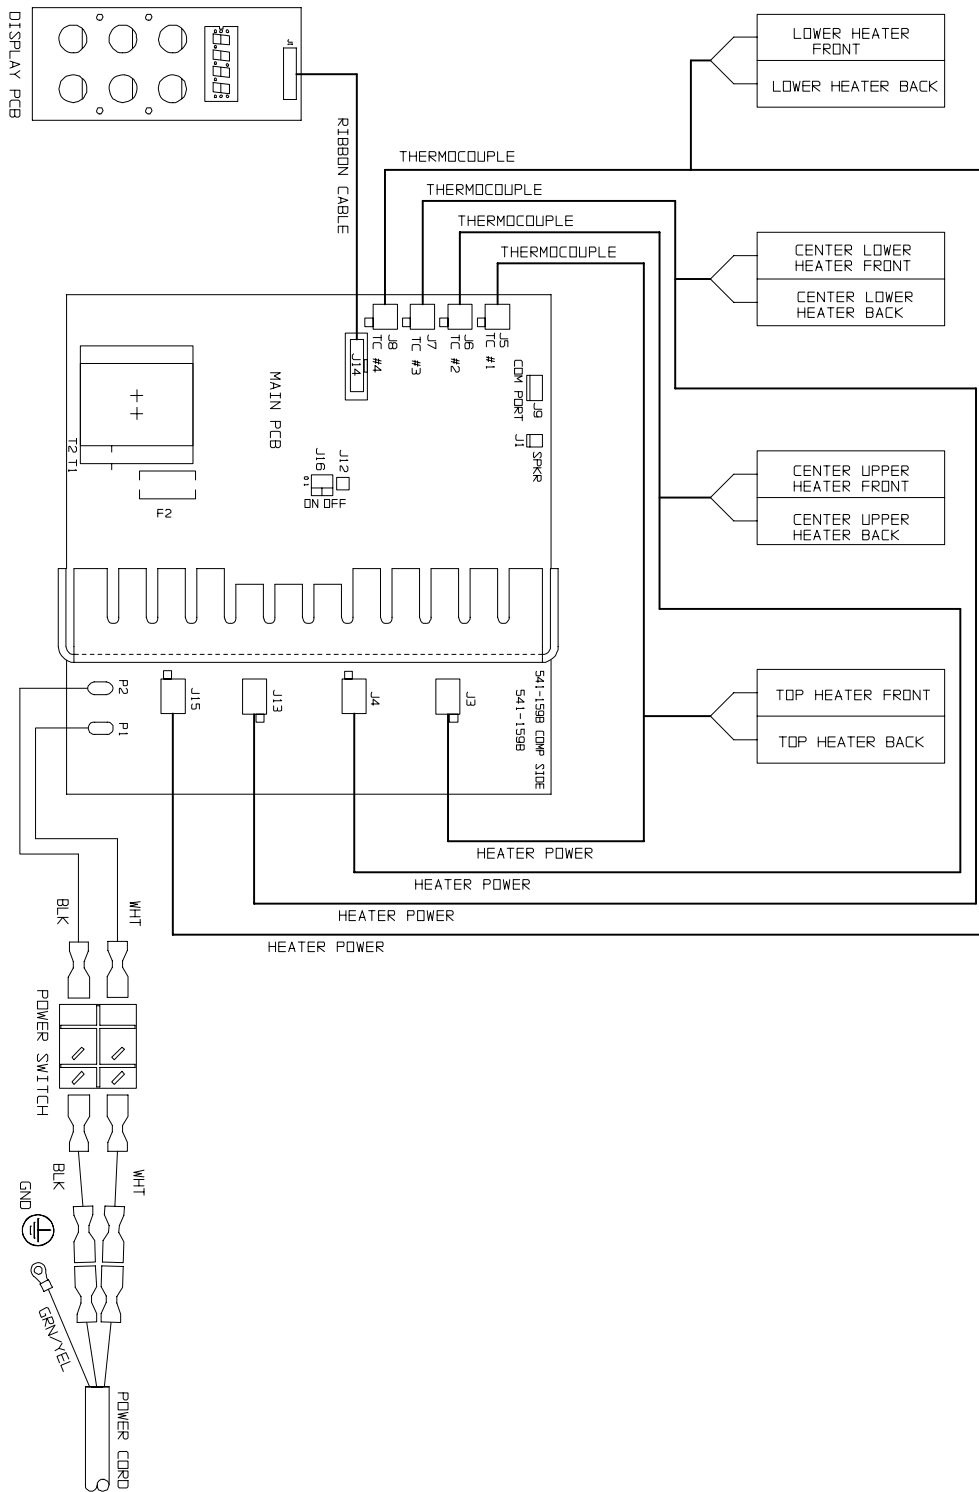 DISPLAY PCB
RIBBON CABLE
LOWER HEATER
FRONT
LOWER HEATER BACK
THERMOCOUPLE
THERMOCOUPLE
THERMOCOUPLE
THERMOCOUPLE
CENTER LOWER
HEATER FRONT
CENTER LOWER
HEATER BACK
J8
TC #4
J7
TC #3
J6
TC #2
J5
TC #1
J14
J9
COM PORT
J1
SPKR
MAIN PCB
T2 T1
F2
J16
J12
0 1
ON OFF
CENTER UPPER
HEATER FRONT
CENTER UPPER
HEATER BACK
TOP HEATER FRONT
TOP HEATER BACK
P2
P1
J15
J13
J4
J3
541-159B COMP SIDE
541-159B
HEATER POWER
HEATER POWER
HEATER POWER
HEATER POWER
BLK
WHT
POWER SWITCH
BLK
WHT
GND
GRN/YEL
POWER CORD